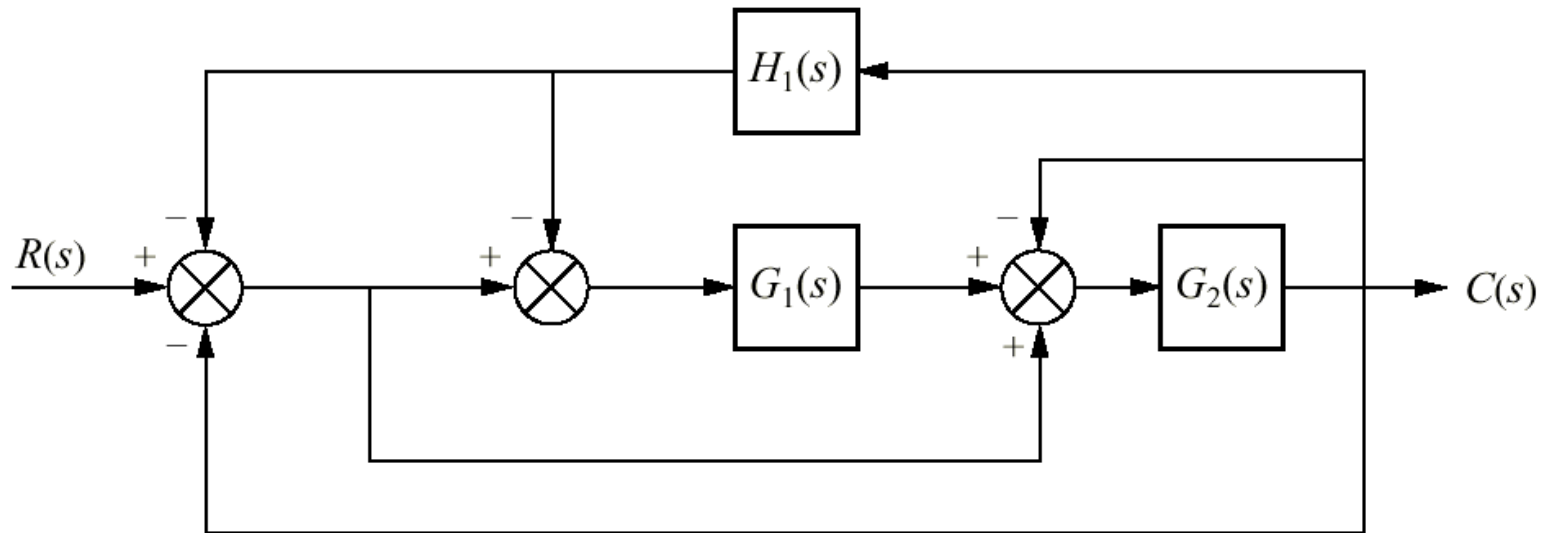 H₁(s)
− − −
R(s) + + G₁(s) + G₂(s) C(s)
− +